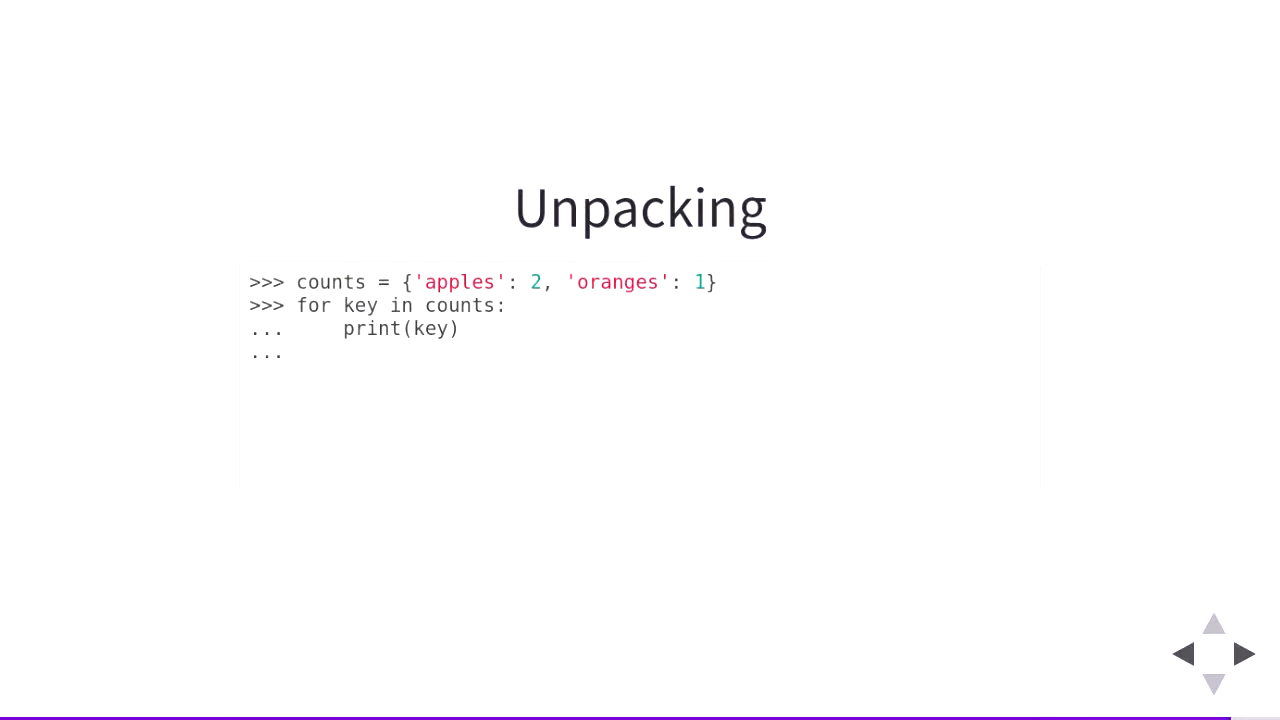 Unpacking
>>> counts = {'apples': 2, 'oranges': 1}
>>> for key in counts:
...     print(key)
...